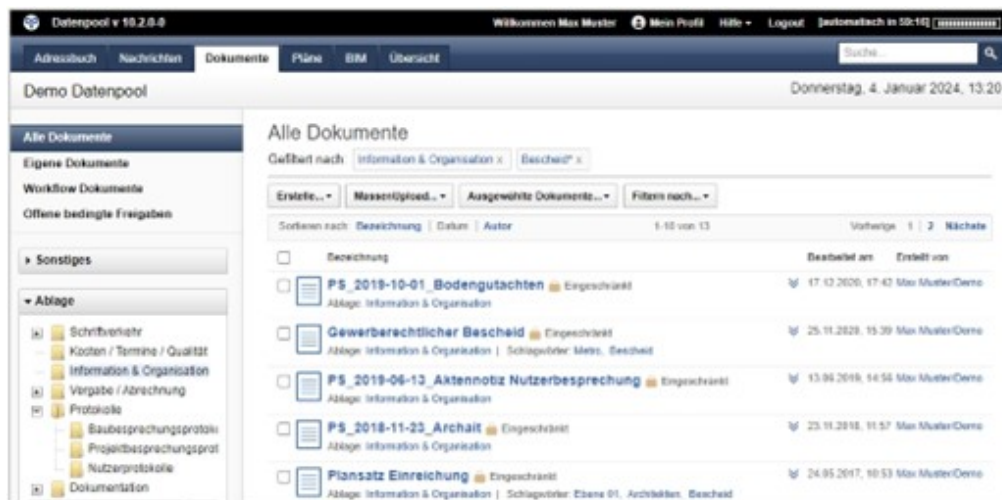 Datenpool v 10.2.0-0 Willkommen Max Muster Mein Profil Hilfe Logout [automatisch in 59:16]
Adressbuch Nachrichten Dokumente Pläne BIM Übersicht Suche...
Demo Datenpool Donnerstag, 4. Januar 2024, 13:20
Alle Dokumente
Eigene Dokumente
Workflow Dokumente
Offene bedingte Freigaben
Sonstiges
Ablage
Schriftverkehr
Kosten / Termine / Qualität
Information & Organisation
Vergabe / Abrechnung
Protokolle
Baubesprechungsprotok
Projektbesprechungsprot
Nutzerprotokolle
Dokumentation
Alle Dokumente
Gefiltert nach: Information & Organisation x Bescheid* x
Erstelle... MassenUpload... Ausgewählte Dokumente... Filtern nach...
Sortieren nach: Bezeichnung | Datum | Autor 1-10 von 13 Vorherige 1 | 2 Nächste
Bezeichnung Bearbeitet am Erstellt von
PS_2019-10-01_Bodengutachten Eingeschränkt 17.12.2020, 17:42 Max Muster/Demo
Ablage: Information & Organisation
Gewerberechtlicher Bescheid Eingeschränkt 25.11.2020, 15:39 Max Muster/Demo
Ablage: Information & Organisation | Schlagwörter: Metro, Bescheid
PS_2019-06-13_Aktennotiz Nutzerbesprechung Eingeschränkt 13.06.2019, 14:56 Max Muster/Demo
Ablage: Information & Organisation
PS_2018-11-23_Archait Eingeschränkt 23.11.2018, 11:57 Max Muster/Demo
Ablage: Information & Organisation
Plansatz Einreichung Eingeschränkt 24.05.2017, 10:53 Max Muster/Demo
Ablage: Information & Organisation | Schlagwörter: Ebene 01, Architekten, Bescheid